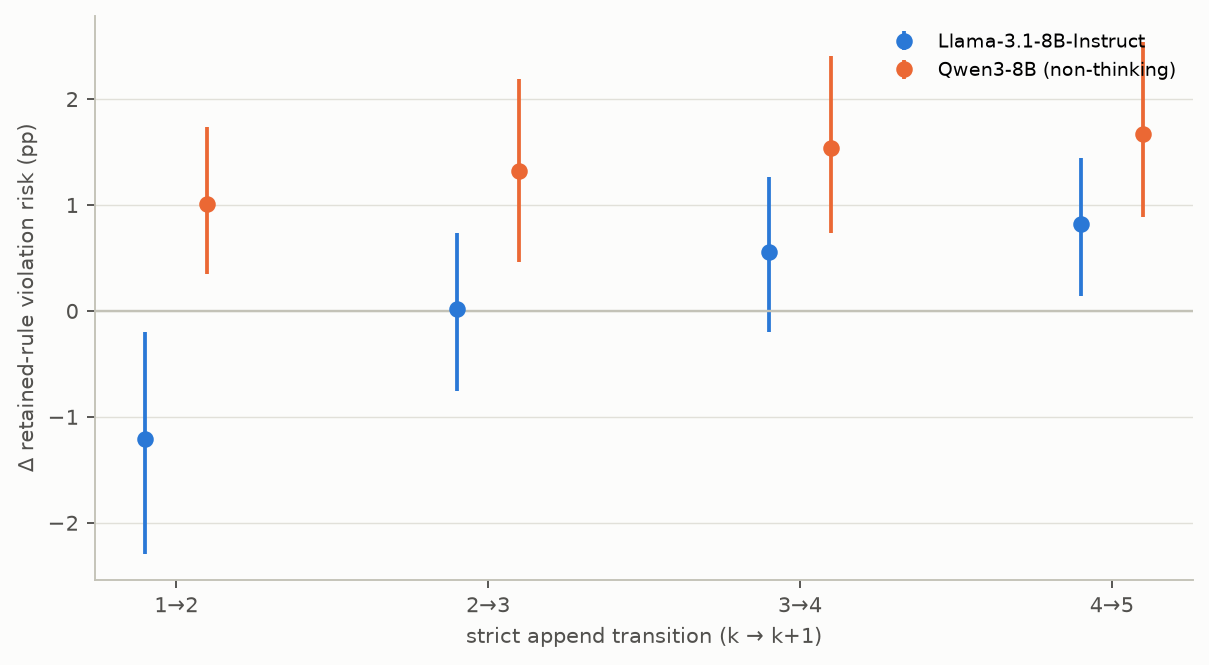 Llama-3.1-8B-Instruct
Qwen3-8B (non-thinking)
Δ retained-rule violation risk (pp)
2
1
0
−1
−2
1→2
2→3
3→4
4→5
strict append transition (k → k+1)